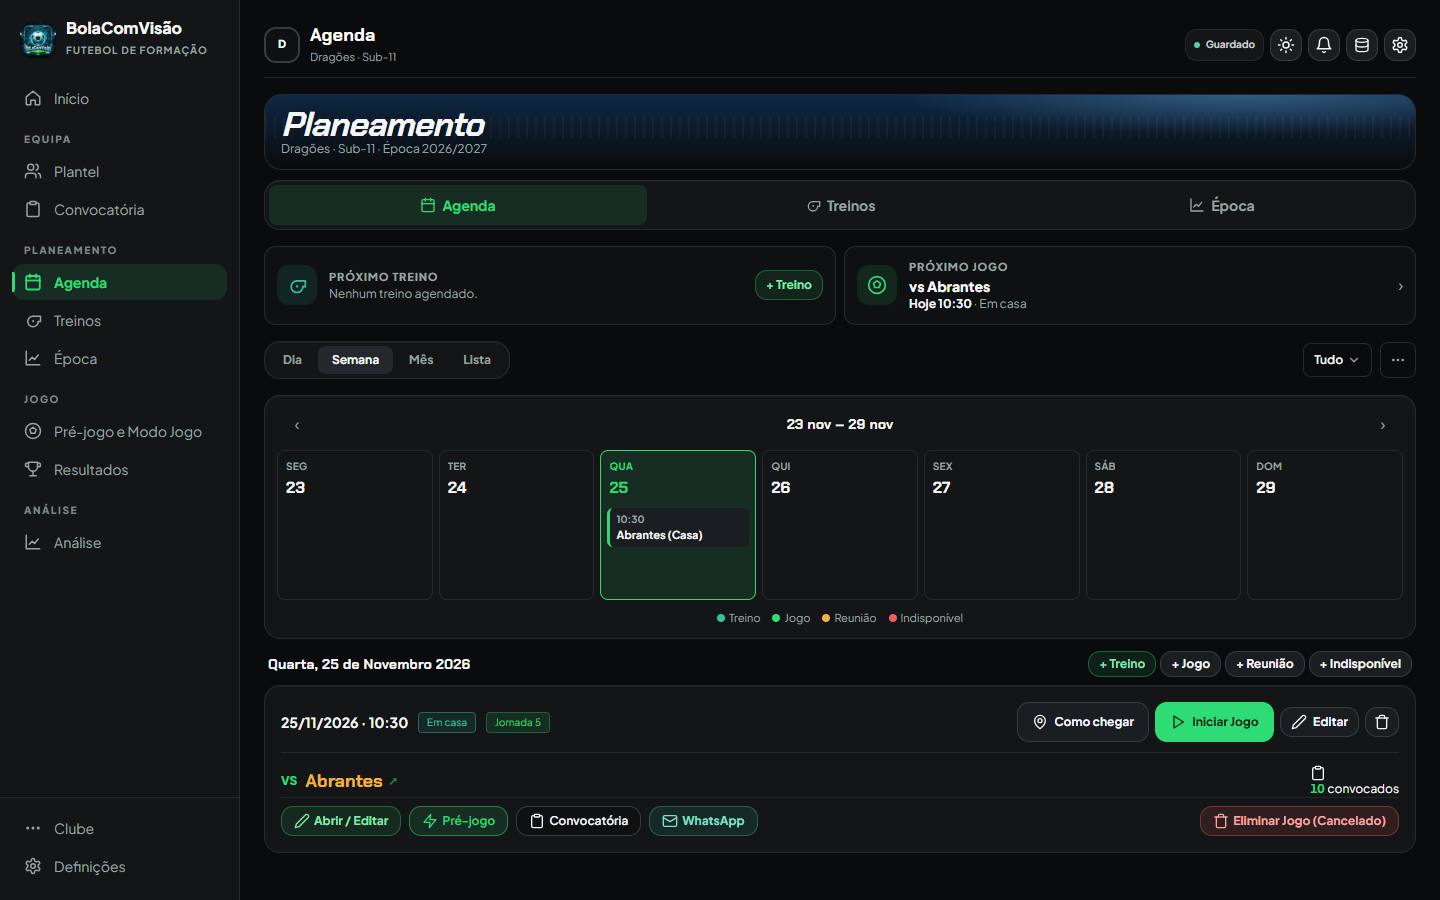 BolaComVisão
FUTEBOL DE FORMAÇÃO
Início
EQUIPA
Plantel
Convocatória
PLANEAMENTO
Agenda
Treinos
Época
JOGO
Pré-jogo e Modo Jogo
Resultados
ANÁLISE
Análise
Clube
Definições
D
Agenda
Dragões · Sub-11
Guardado
Planeamento
Dragões · Sub-11 · Época 2026/2027
Agenda
Treinos
Época
PRÓXIMO TREINO
Nenhum treino agendado.
+ Treino
PRÓXIMO JOGO
vs Abrantes
Hoje 10:30 · Em casa
Dia
Semana
Mês
Lista
Tudo
23 nov — 29 nov
SEG
23
TER
24
QUA
25
10:30
Abrantes (Casa)
QUI
26
SEX
27
SÁB
28
DOM
29
Treino
Jogo
Reunião
Indisponível
Quarta, 25 de Novembro 2026
+ Treino
+ Jogo
+ Reunião
+ Indisponível
25/11/2026 · 10:30
Em casa
Jornada 5
Como chegar
Iniciar Jogo
Editar
VS Abrantes ↗
10 convocados
Abrir / Editar
Pré-jogo
Convocatória
WhatsApp
Eliminar Jogo (Cancelado)